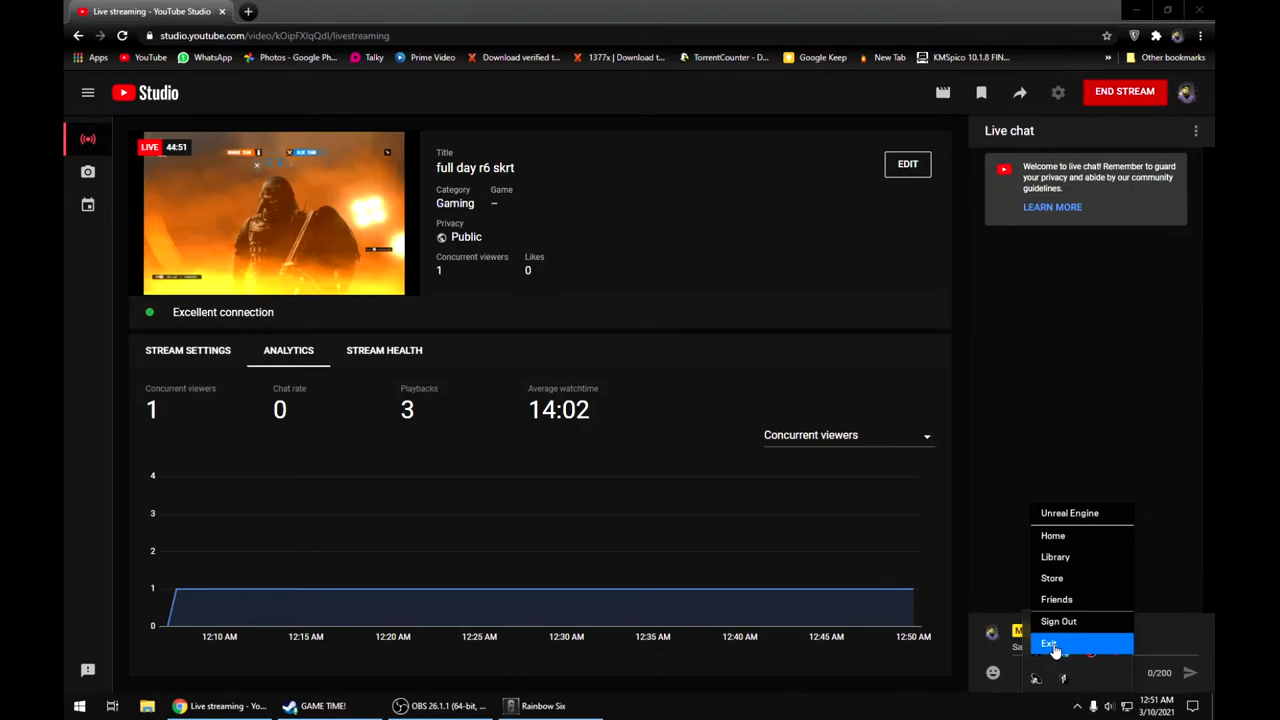 Live streaming - YouTube Studio
studio.youtube.com/video/kOipFXIqQdI/livestreaming
Apps YouTube WhatsApp Photos - Google Ph... Talky Prime Video Download verified t... 1377x | Download t... TorrentCounter - D... Google Keep New Tab KMSpico 10.1.8 FIN... » Other bookmarks
Studio
END STREAM
LIVE 44:51
ORANGE TEAM
BLUE TEAM
Title
full day r6 skrt
EDIT
Category Game
Gaming –
Privacy
Public
Concurrent viewers Likes
1 0
Excellent connection
STREAM SETTINGS ANALYTICS STREAM HEALTH
Concurrent viewers Chat rate Playbacks Average watchtime
1 0 3 14:02
Concurrent viewers
4
3
2
1
0
12:10 AM 12:15 AM 12:20 AM 12:25 AM 12:30 AM 12:35 AM 12:40 AM 12:45 AM 12:50 AM
Live chat
Welcome to live chat! Remember to guard
your privacy and abide by our community
guidelines.
LEARN MORE
Unreal Engine
Home
Library
Store
Friends
Sign Out
Exit
M
Sa
0/200
Live streaming - Yo... GAME TIME! OBS 26.1.1 (64-bit, ... Rainbow Six
12:51 AM
3/10/2021